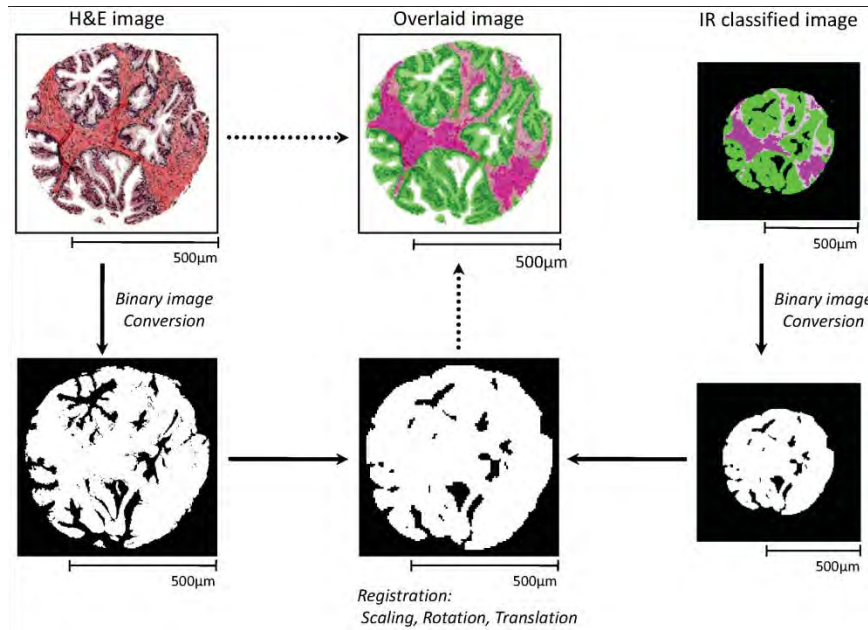 H&E image
Overlaid image
IR classified image
500µm
500µm
500µm
Binary image
Conversion
Binary image
Conversion
500µm
500µm
500µm
Registration:
Scaling, Rotation, Translation